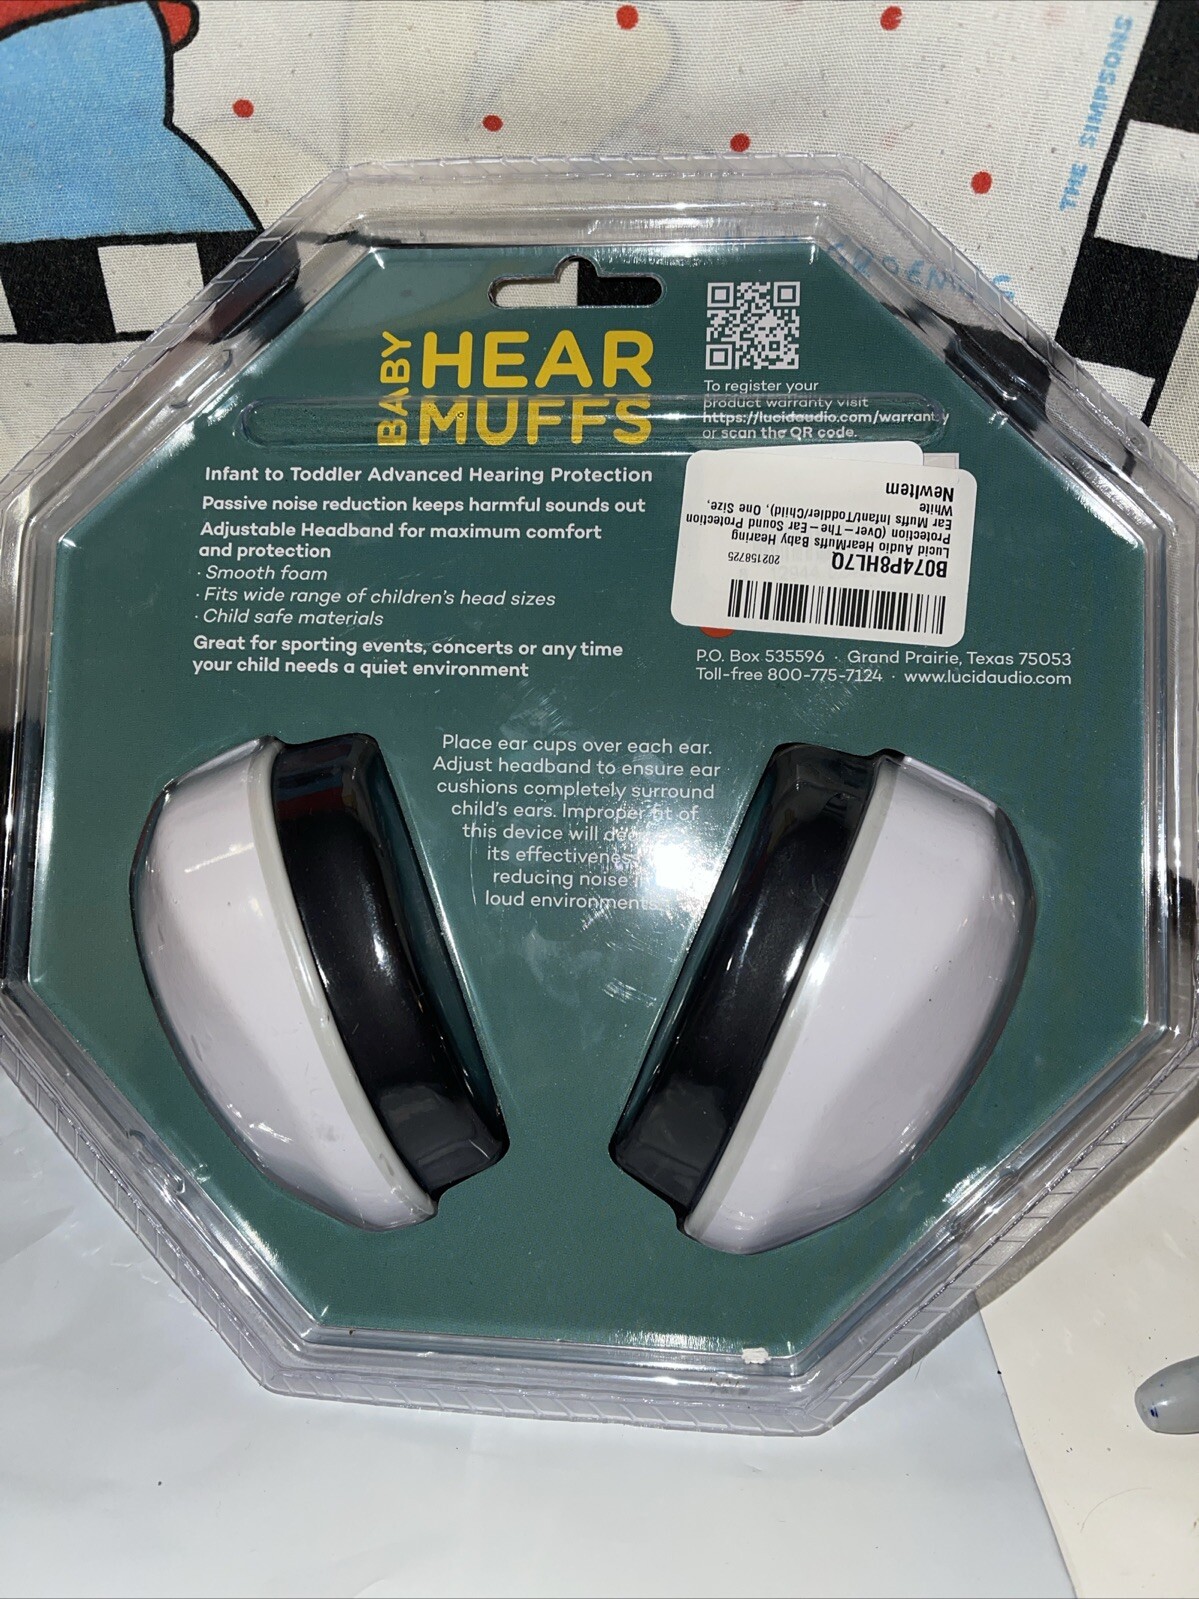 THE SIMPSONS
BABY
HEAR
MUFFS
To register your
product warranty visit
https://lucidaudio.com/warranty
or scan the QR code.
Infant to Toddler Advanced Hearing Protection
Passive noise reduction keeps harmful sounds out
Adjustable Headband for maximum comfort
and protection
· Smooth foam
· Fits wide range of children's head sizes
· Child safe materials
Great for sporting events, concerts or any time
your child needs a quiet environment
B074P8HL7Q
202158725
Lucid Audio HearMuffs Baby Hearing
Protection (Over-The-Ear Sound Protection
Ear Muffs Infant/Toddler/Child), One Size,
White
NewItem
P.O. Box 535596 · Grand Prairie, Texas 75053
Toll-free 800-775-7124 · www.lucidaudio.com
Place ear cups over each ear.
Adjust headband to ensure ear
cushions completely surround
child's ears. Improper fit of
this device will
its effectiveness
reducing noise in
loud environments.